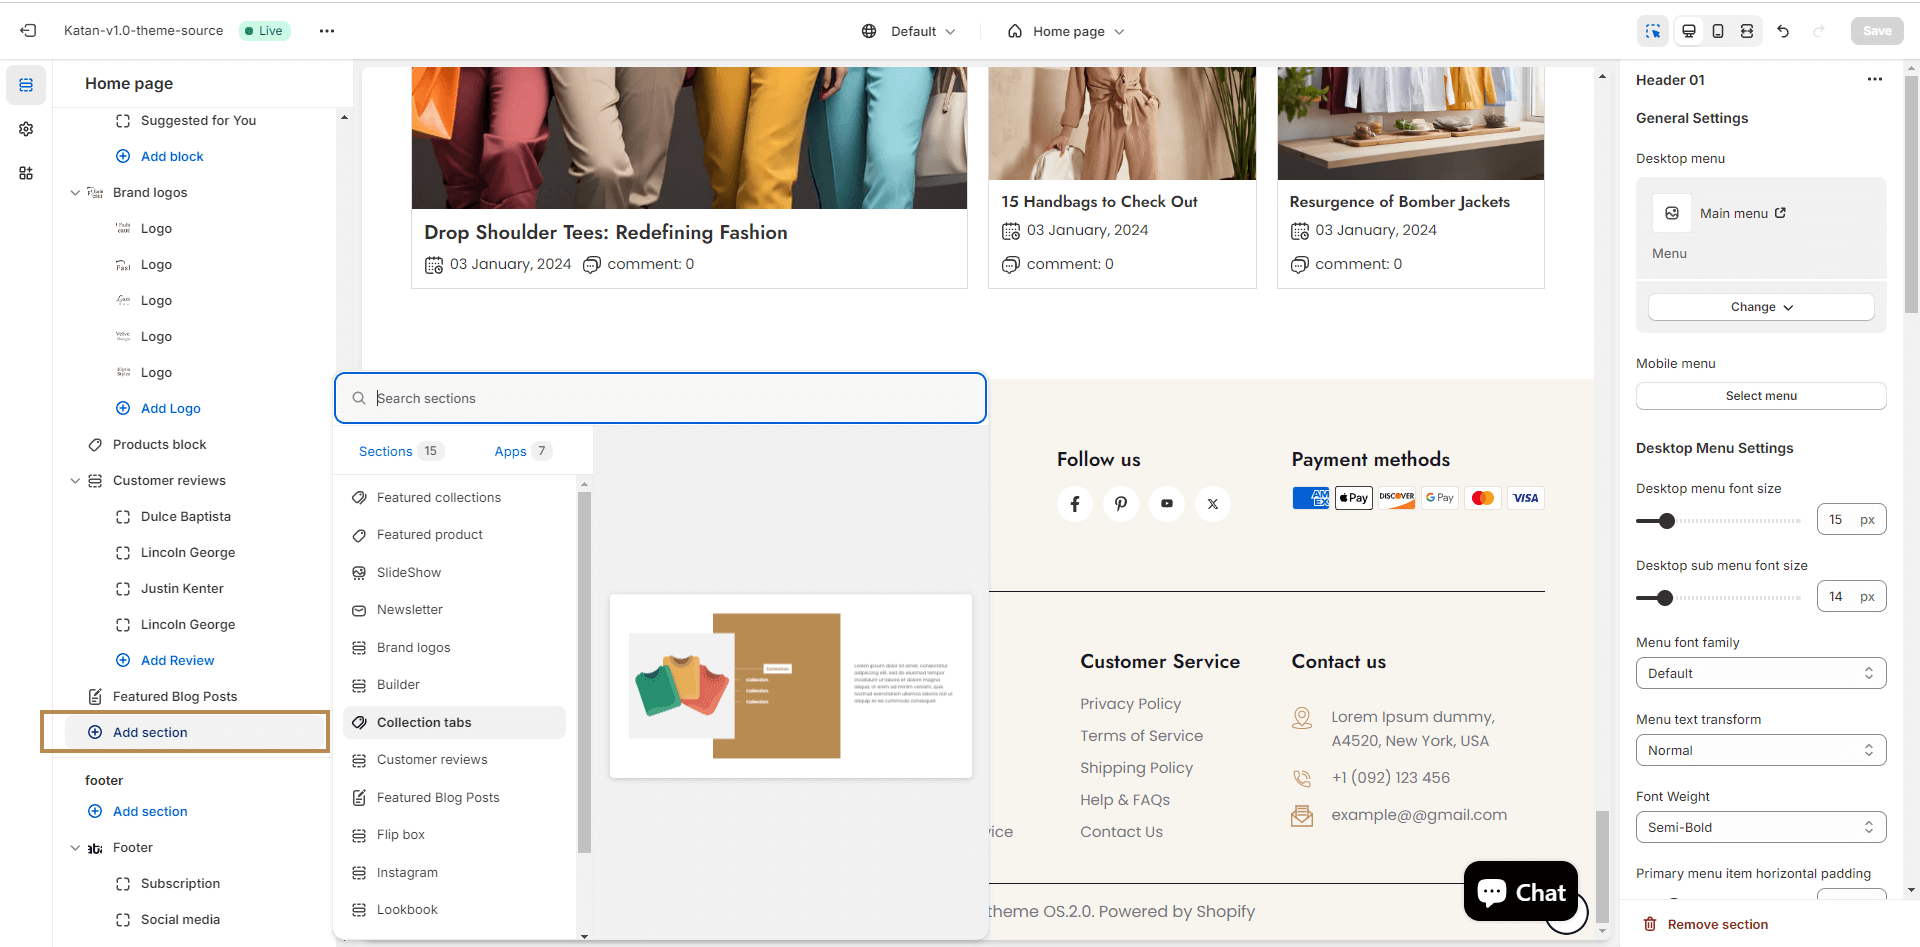 Katan-v1.0-theme-source
Live
Default
Home page
Save
Home page
Suggested for You
Add block
Brand logos
Logo
Logo
Logo
Logo
Logo
Add Logo
Products block
Customer reviews
Dulce Baptista
Lincoln George
Justin Kenter
Lincoln George
Add Review
Featured Blog Posts
Add section
footer
Add section
Footer
Subscription
Social media
Drop Shoulder Tees: Redefining Fashion
03 January, 2024
comment: 0
15 Handbags to Check Out
03 January, 2024
comment: 0
Resurgence of Bomber Jackets
03 January, 2024
comment: 0
Search sections
Sections 15
Apps 7
Featured collections
Featured product
SlideShow
Newsletter
Brand logos
Builder
Collection tabs
Customer reviews
Featured Blog Posts
Flip box
Instagram
Lookbook
Follow us
Payment methods
AM EX
Pay
DISCOVER
G Pay
VISA
Customer Service
Privacy Policy
Terms of Service
Shipping Policy
Help & FAQs
Contact Us
Contact us
Lorem Ipsum dummy,
A4520, New York, USA
+1 (092) 123 456
example@@gmail.com
vice
theme OS.2.0. Powered by Shopify
Chat
Header 01
General Settings
Desktop menu
Main menu
Menu
Change
Mobile menu
Select menu
Desktop Menu Settings
Desktop menu font size
15 px
Desktop sub menu font size
14 px
Menu font family
Default
Menu text transform
Normal
Font Weight
Semi-Bold
Primary menu item horizontal padding
Remove section